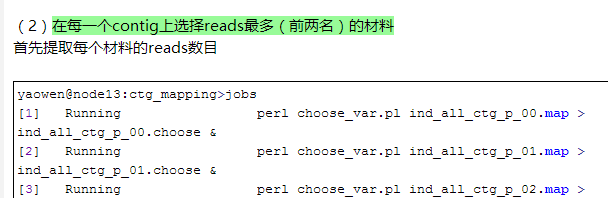 （2）在每一个contig上选择reads最多（前两名）的材料
首先提取每个材料的reads数目
yaowen@node13:ctg_mapping>jobs
[1]   Running                 perl choose_var.pl ind_all_ctg_p_00.map >
ind_all_ctg_p_00.choose &
[2]   Running                 perl choose_var.pl ind_all_ctg_p_01.map >
ind_all_ctg_p_01.choose &
[3]   Running                 perl choose_var.pl ind_all_ctg_p_02.map >